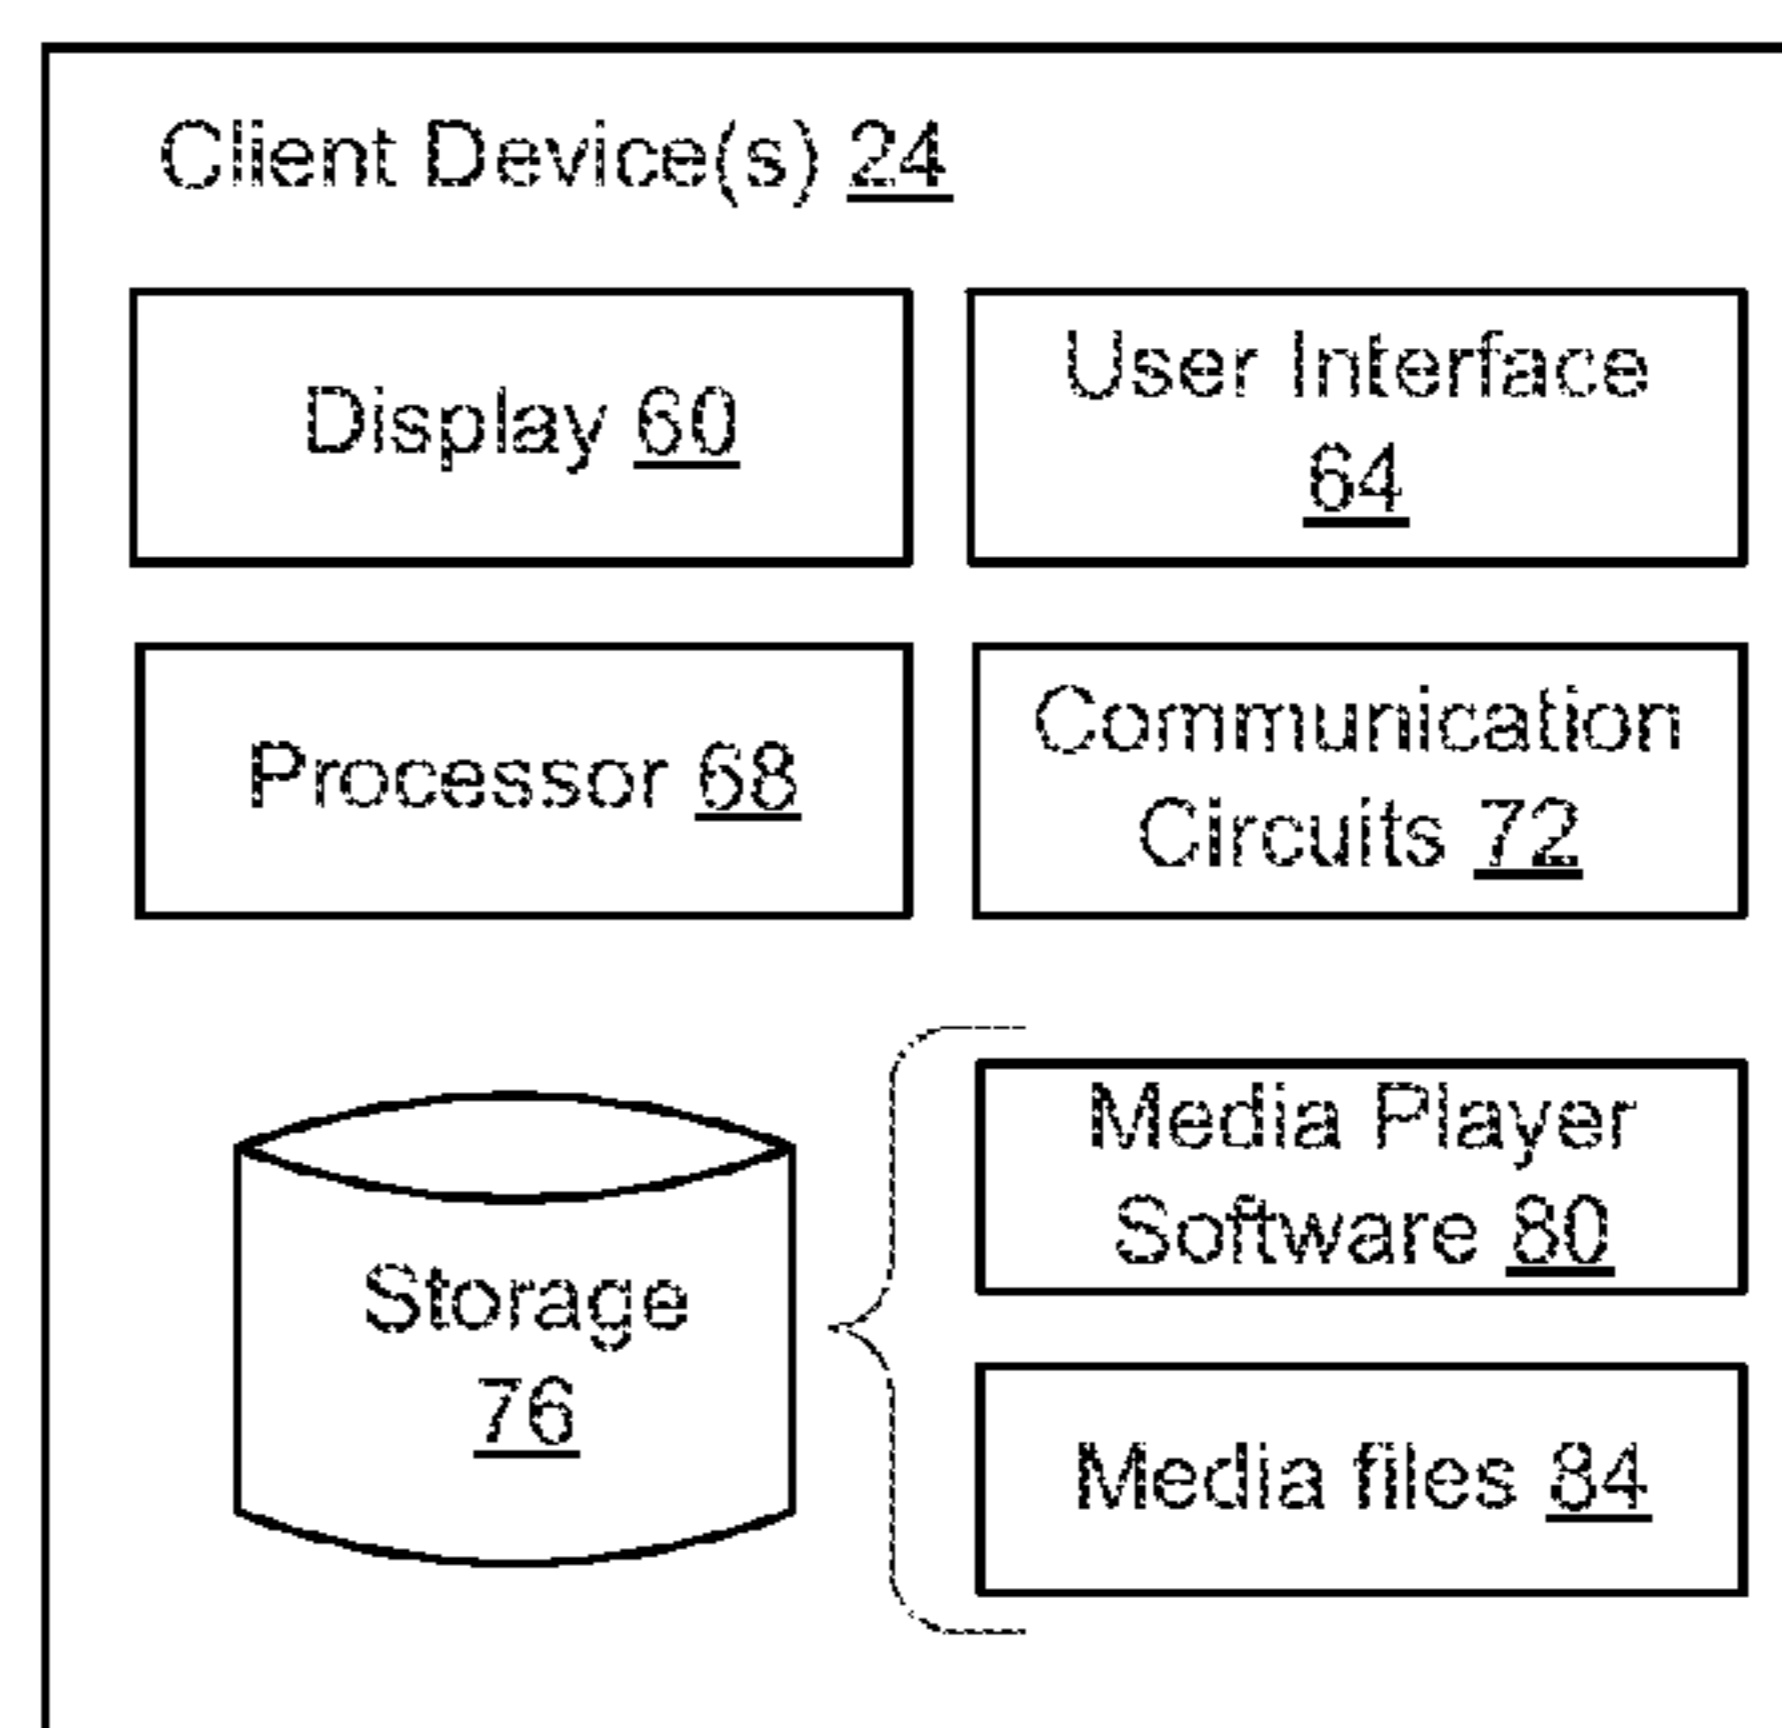 Client Device(s) 24
Display 60
User Interface
64
Processor 68
Communication
Circuits 72
Storage
76
Media Player
Software 80
Media files 84